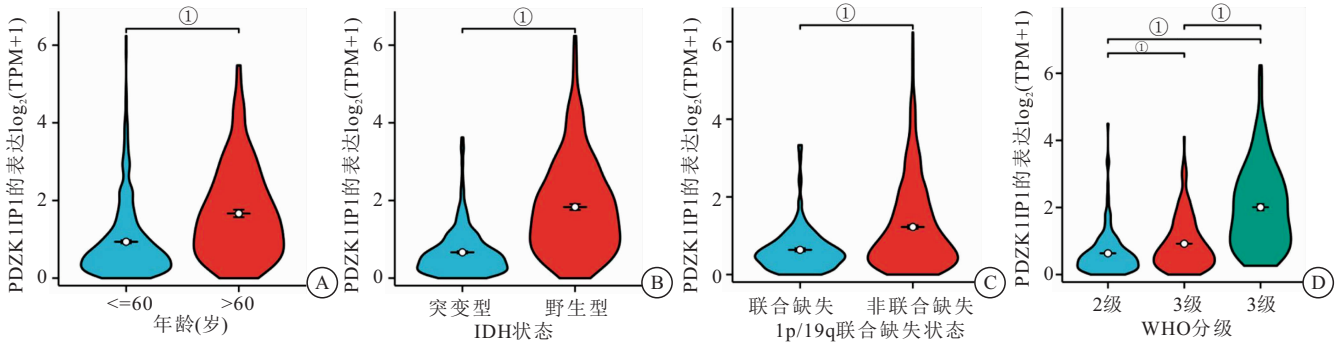 PDZK1IP1的表达log₂(TPM+1)
6
4
2
0
①
<=60
>60
年龄(岁)
A
PDZK1IP1的表达log₂(TPM+1)
6
4
2
0
①
突变型
野生型
IDH状态
B
PDZK1IP1的表达log₂(TPM+1)
6
4
2
0
①
联合缺失
非联合缺失
1p/19q联合缺失状态
C
PDZK1IP1的表达log₂(TPM+1)
6
4
2
0
①
①
①
2级
3级
3级
WHO分级
D